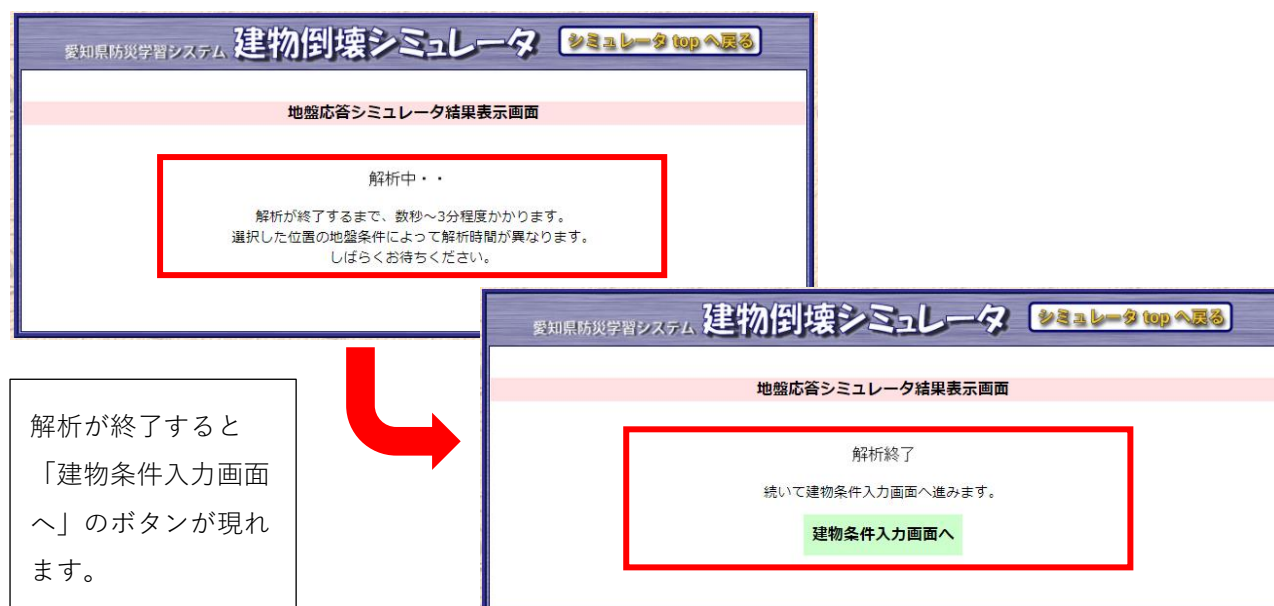 愛知県防災学習システム 建物倒壊シミュレータ シミュレータ top へ戻る
地盤応答シミュレータ結果表示画面
解析中・・
解析が終了するまで、数秒～3分程度かかります。
選択した位置の地盤条件によって解析時間が異なります。
しばらくお待ちください。
愛知県防災学習システム 建物倒壊シミュレータ シミュレータ top へ戻る
地盤応答シミュレータ結果表示画面
解析終了
続いて建物条件入力画面へ進みます。
建物条件入力画面へ
解析が終了すると
「建物条件入力画面
へ」のボタンが現れ
ます。